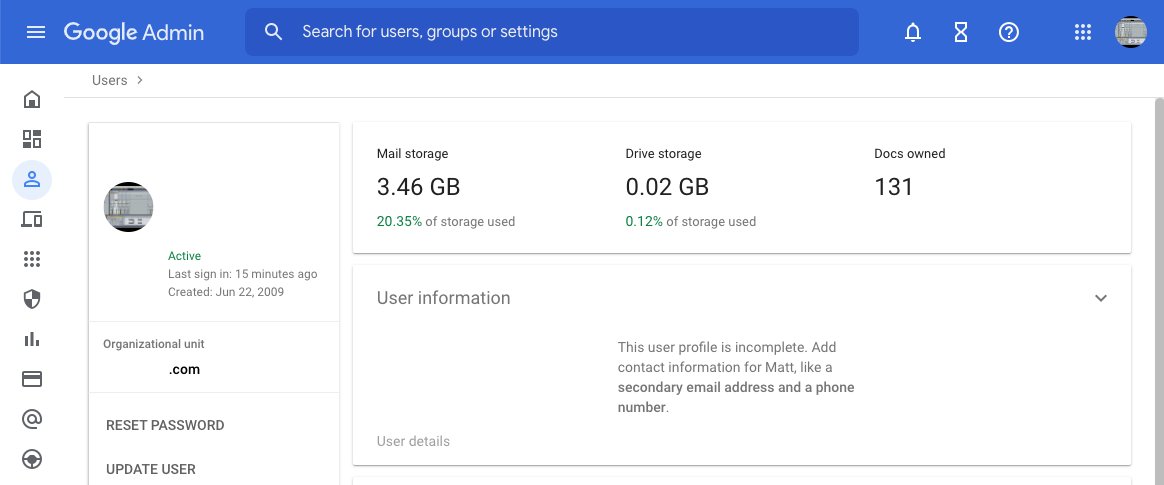 Google Admin
Search for users, groups or settings
Users
Active
Last sign in: 15 minutes ago
Created: Jun 22, 2009
Organizational unit
.com
RESET PASSWORD
UPDATE USER
Mail storage
3.46 GB
20.35% of storage used
Drive storage
0.02 GB
0.12% of storage used
Docs owned
131
User information
This user profile is incomplete. Add
contact information for Matt, like a
secondary email address and a phone
number.
User details